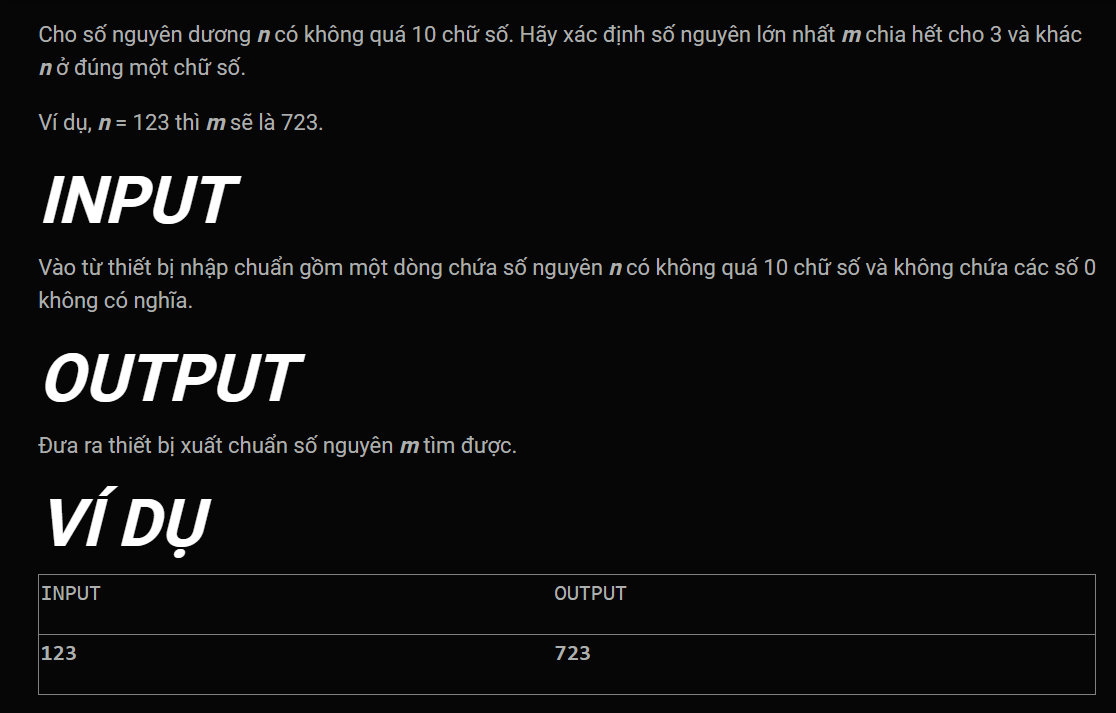 Cho số nguyên dương n có không quá 10 chữ số. Hãy xác định số nguyên lớn nhất m chia hết cho 3 và khác
n ở đúng một chữ số.
Ví dụ, n = 123 thì m sẽ là 723.
INPUT
Vào từ thiết bị nhập chuẩn gồm một dòng chứa số nguyên n có không quá 10 chữ số và không chứa các số 0
không có nghĩa.
OUTPUT
Đưa ra thiết bị xuất chuẩn số nguyên m tìm được.
VÍ DỤ
INPUT OUTPUT
123 723